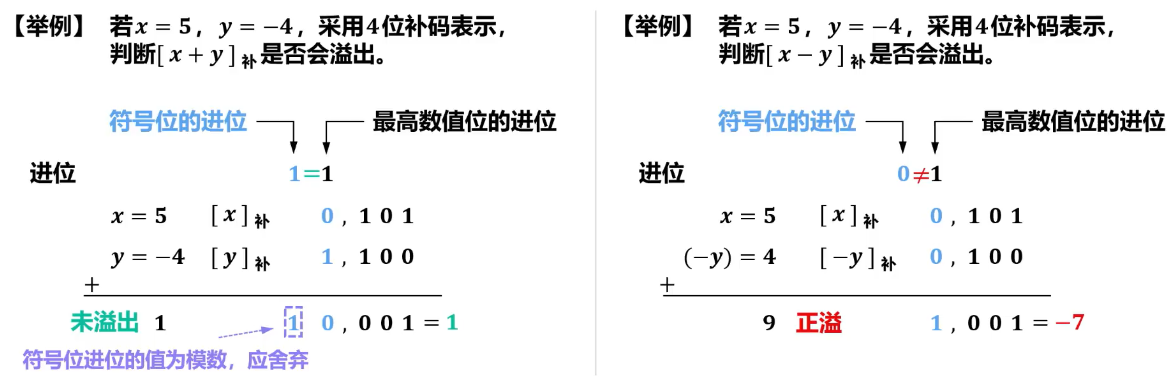 【举例】 若x = 5，y = −4，采用4位补码表示，
判断[ x + y ]补是否会溢出。
符号位的进位 最高数值位的进位
进位 1=1
x = 5 [ x ]补 0 , 1 0 1
y = −4 [ y ]补 1 , 1 0 0
+
未溢出 1 1 0 , 0 0 1 = 1
符号位进位的值为模数，应舍弃
【举例】 若x = 5，y = −4，采用4位补码表示，
判断[ x − y ]补是否会溢出。
符号位的进位 最高数值位的进位
进位 0≠1
x = 5 [ x ]补 0 , 1 0 1
(−y) = 4 [ −y ]补 0 , 1 0 0
+
9 正溢 1 , 0 0 1 = −7